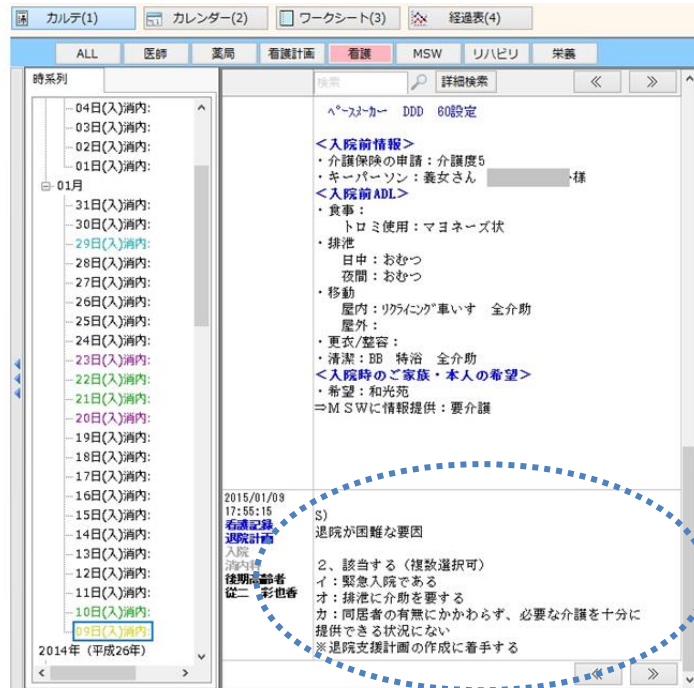 カルテ(1) カレンダー(2) ワークシート(3) 経過表(4)
ALL 医師 薬局 看護計画 看護 MSW リハビリ 栄養
時系列
検索 詳細検索 《 》
04日(入)消内:
03日(入)消内:
02日(入)消内:
01日(入)消内:
01月
31日(入)消内:
30日(入)消内:
29日(入)消内:
28日(入)消内:
27日(入)消内:
26日(入)消内:
25日(入)消内:
24日(入)消内:
23日(入)消内:
22日(入)消内:
21日(入)消内:
20日(入)消内:
19日(入)消内:
18日(入)消内:
17日(入)消内:
16日(入)消内:
15日(入)消内:
14日(入)消内:
13日(入)消内:
12日(入)消内:
11日(入)消内:
10日(入)消内:
09日(入)消内:
2014年 (平成26年)
ペースメーカー DDD 60設定
<入院前情報>
・介護保険の申請:介護度5
・キーパーソン:義女さん 様
<入院前ADL>
・食事:
トロミ使用:マヨネーズ状
・排泄
日中:おむつ
夜間:おむつ
・移動
屋内:リクライニング車いす 全介助
屋外:
・更衣/整容:
・清潔:BB 特浴 全介助
<入院時のご家族・本人の希望>
・希望:和光苑
⇒MSWに情報提供:要介護
2015/01/09
17:55:15
看護記録
退院計画
入院
消内科
後期高齢者
從二 彩也香
S)
退院が困難な要因
2、該当する(複数選択可)
イ:緊急入院である
オ:排泄に介助を要する
カ:同居者の有無にかかわらず、必要な介護を十分に
提供できる状況にない
※退院支援計画の作成に着手する
《 》